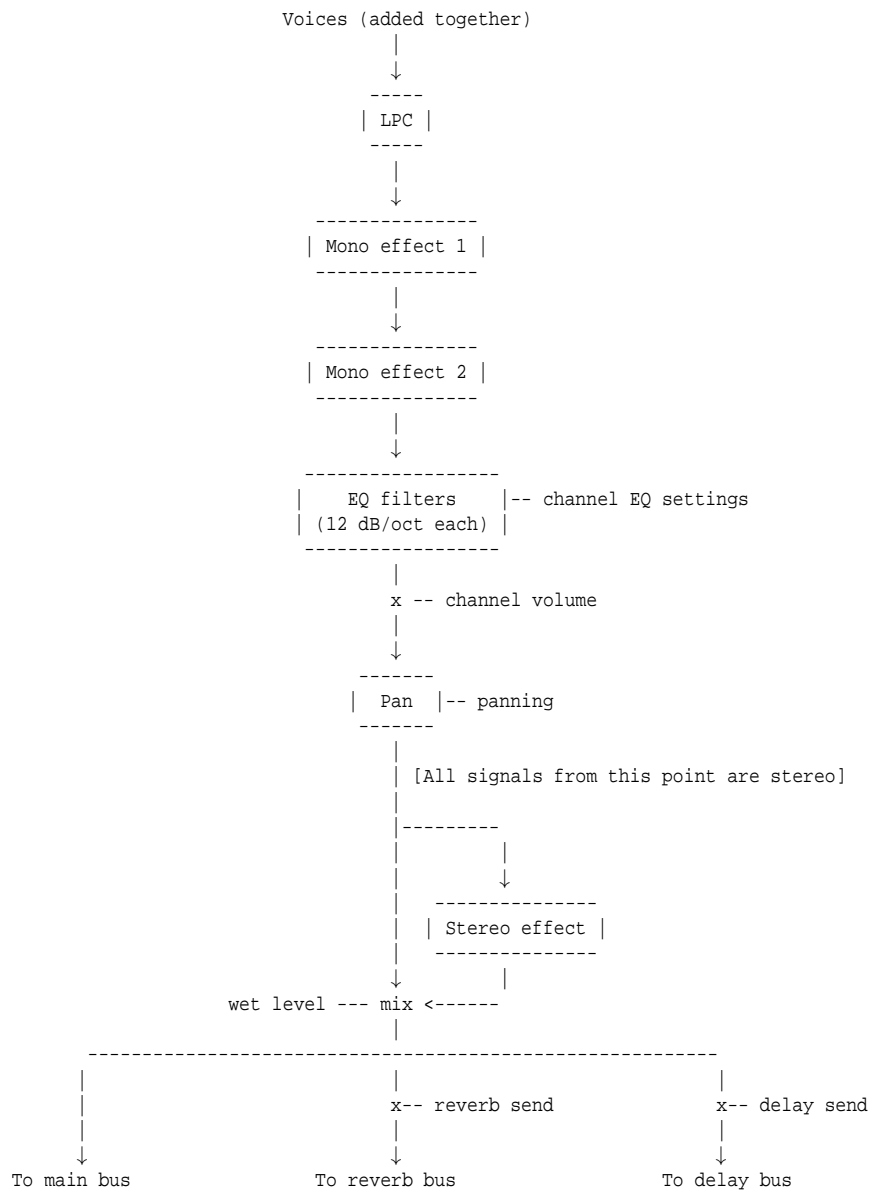 Voices (added together)
LPC
Mono effect 1
Mono effect 2
EQ filters -- channel EQ settings
(12 dB/oct each)
x -- channel volume
Pan -- panning
[All signals from this point are stereo]
Stereo effect
wet level --- mix <------
x-- reverb send x-- delay send
To main bus To reverb bus To delay bus